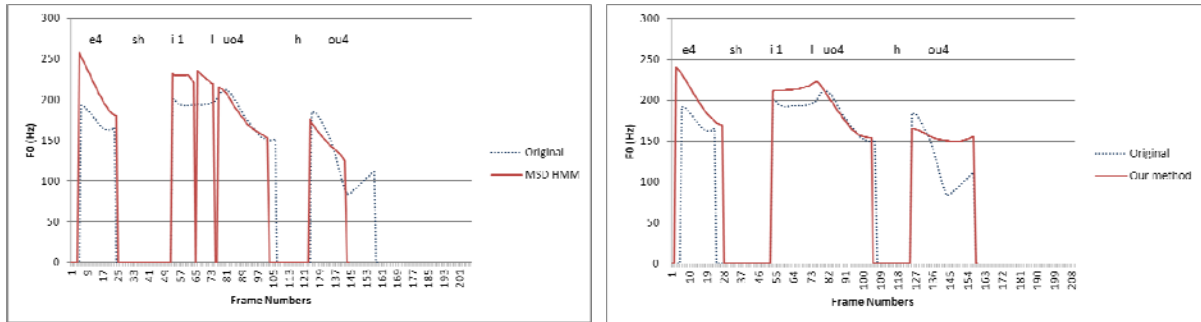 300
250
200
150
100
50
0
F0 (Hz)
e4 sh i 1 l uo4 h ou4
1 9 17 25 33 41 49 57 65 73 81 89 97 105 113 121 129 137 145 153 161 169 177 185 193 201
Frame Numbers
Original
MSD HMM
300
250
200
150
100
50
0
F0 (Hz)
e4 sh i 1 l uo4 h ou4
1 10 19 28 37 46 55 64 73 82 91 100 109 118 127 136 145 154 163 172 181 190 199 208
Frame Numbers
Original
Our method